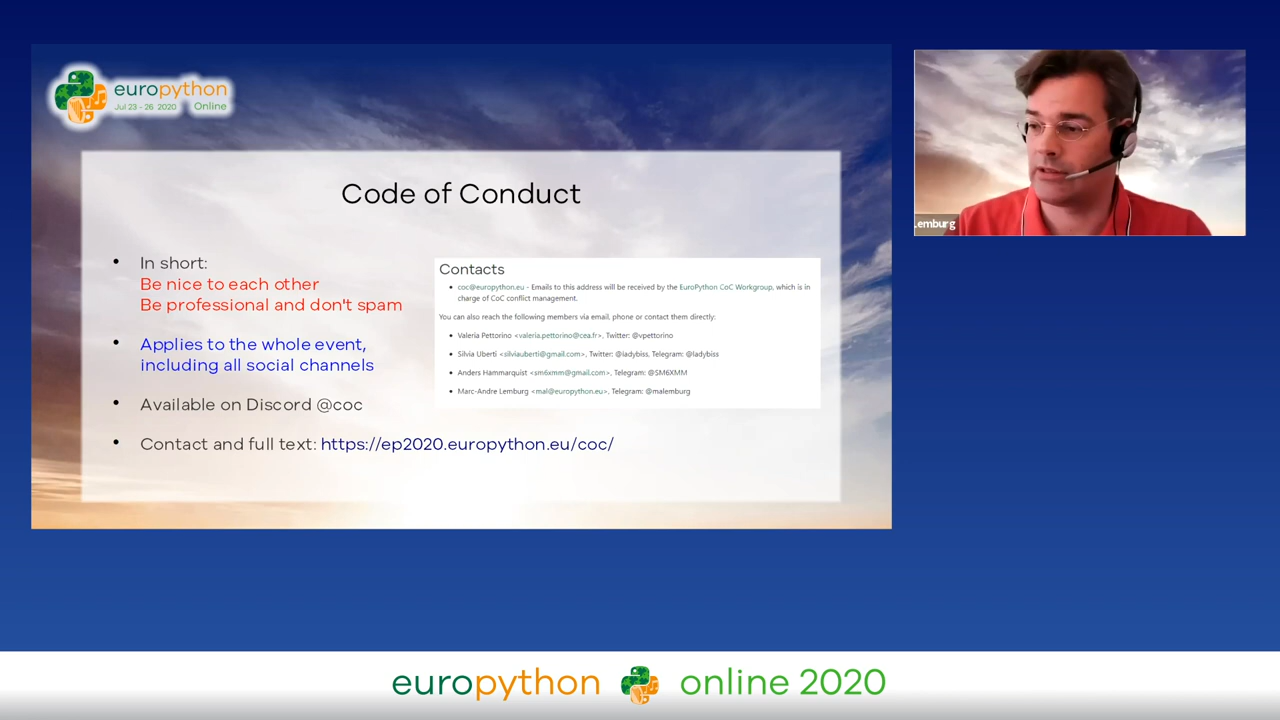 europython
Jul 23 - 26 2020 Online
Code of Conduct
• In short:
Be nice to each other
Be professional and don't spam
• Applies to the whole event,
including all social channels
• Available on Discord @coc
• Contact and full text: https://ep2020.europython.eu/coc/
Contacts
• coc@europython.eu - Emails to this address will be received by the EuroPython CoC Workgroup, which is in
charge of CoC conflict management.
You can also reach the following members via email, phone or contact them directly:
• Valeria Pettorino <valeria.pettorino@cea.fr>, Twitter: @vpettorino
• Silvia Uberti <silviauberti@gmail.com>, Twitter: @ladybiss, Telegram: @ladybiss
• Anders Hammarquist <sm6xmm@gmail.com>, Telegram: @SM6XMM
• Marc-Andre Lemburg <mal@europython.eu>, Telegram: @malemburg
Lemburg
europython online 2020